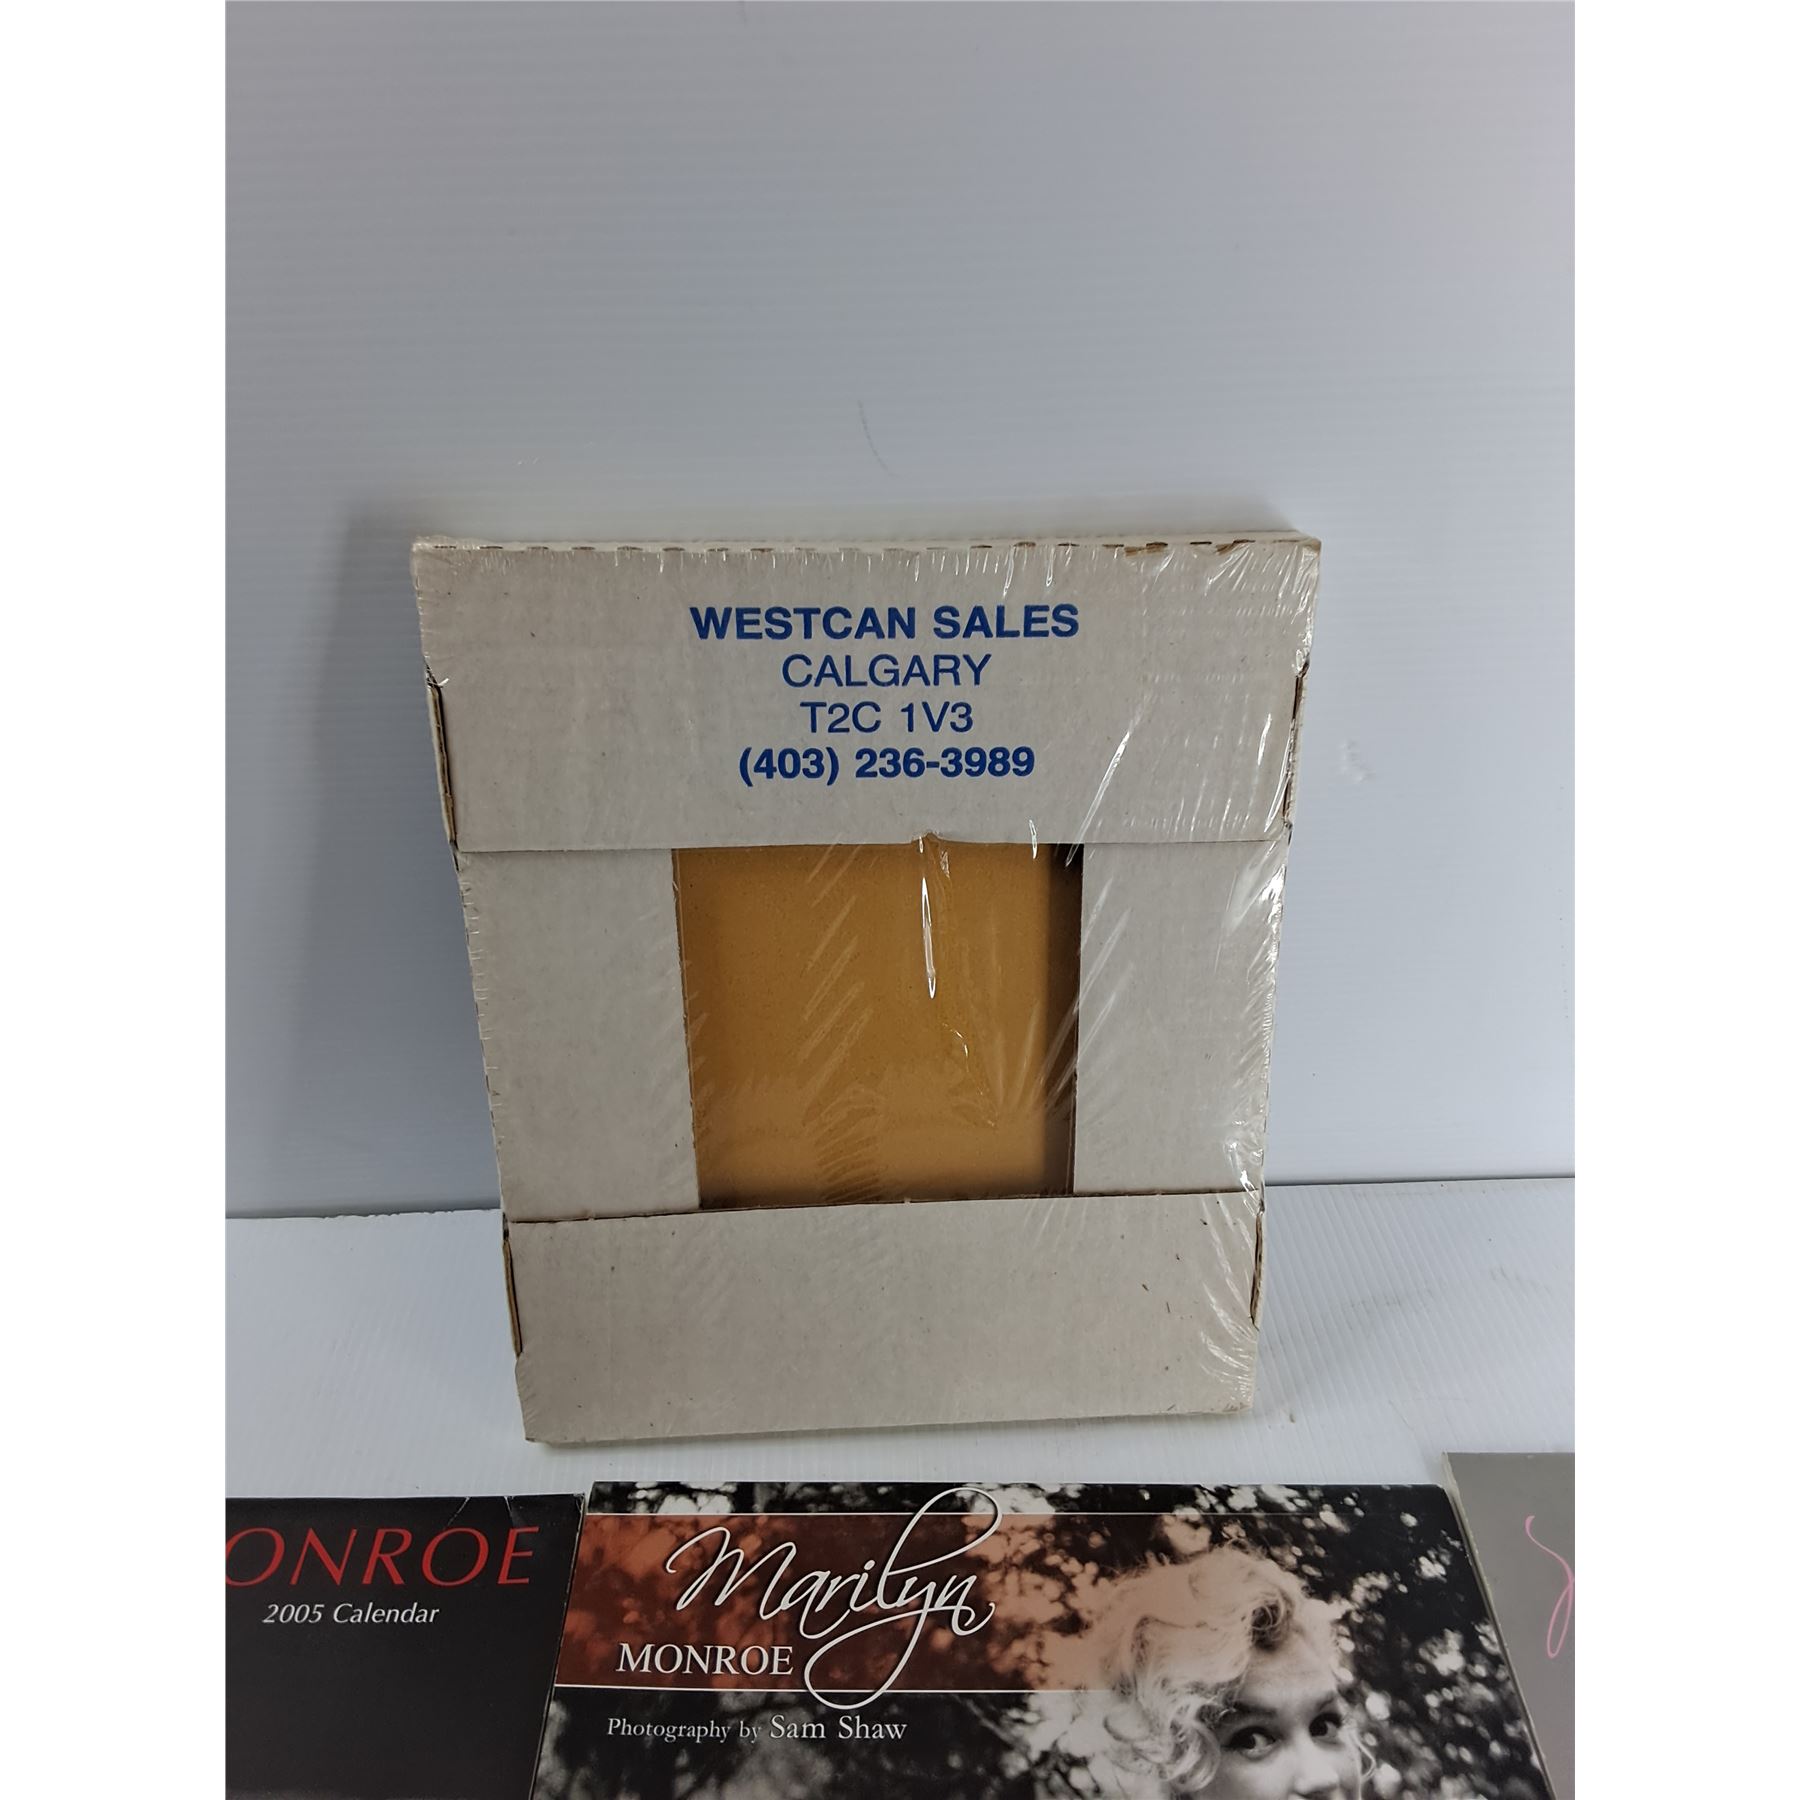 WESTCAN SALES
CALGARY
T2C 1V3
(403) 236-3989
ONROE
2005 Calendar
Marilyn
MONROE
Photography by Sam Shaw